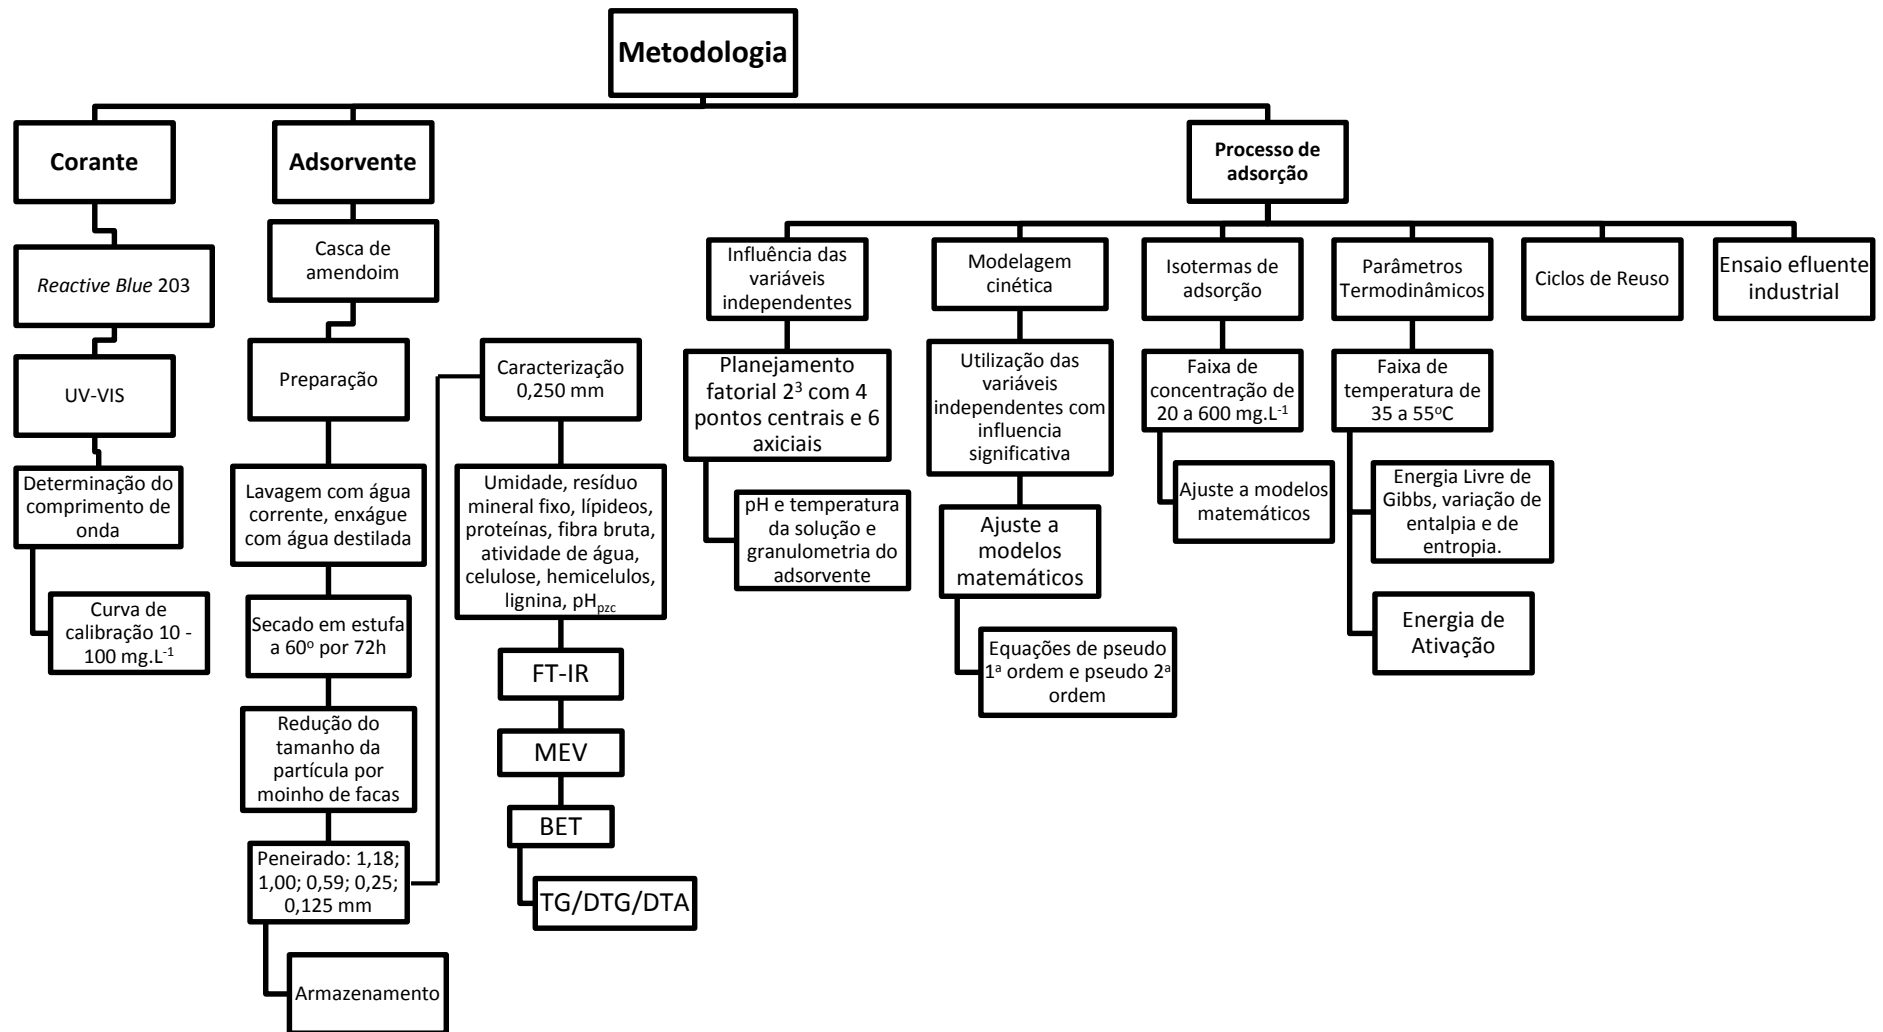 Metodologia
Corante
Reactive Blue 203
UV-VIS
Determinação do
comprimento de
onda
Curva de
calibração 10 -
100 mg.L⁻¹
Adsorvente
Casca de
amendoim
Preparação
Lavagem com água
corrente, enxágue
com água destilada
Secado em estufa
a 60º por 72h
Redução do
tamanho da
partícula por
moinho de facas
Peneirado: 1,18;
1,00; 0,59; 0,25;
0,125 mm
Armazenamento
Caracterização
0,250 mm
Umidade, resíduo
mineral fixo, lípideos,
proteínas, fibra bruta,
atividade de água,
celulose, hemicelulos,
lignina, pHpzc
FT-IR
MEV
BET
TG/DTG/DTA
Processo de
adsorção
Influência das
variáveis
independentes
Planejamento
fatorial 2³ com 4
pontos centrais e 6
axiciais
pH e temperatura
da solução e
granulometria do
adsorvente
Modelagem
cinética
Utilização das
variáveis
independentes com
influencia
significativa
Ajuste a
modelos
matemáticos
Equações de pseudo
1ª ordem e pseudo 2ª
ordem
Isotermas de
adsorção
Faixa de
concentração de
20 a 600 mg.L⁻¹
Ajuste a modelos
matemáticos
Parâmetros
Termodinâmicos
Faixa de
temperatura de
35 a 55ºC
Energia Livre de
Gibbs, variação de
entalpia e de
entropia.
Energia de
Ativação
Ciclos de Reuso
Ensaio efluente
industrial